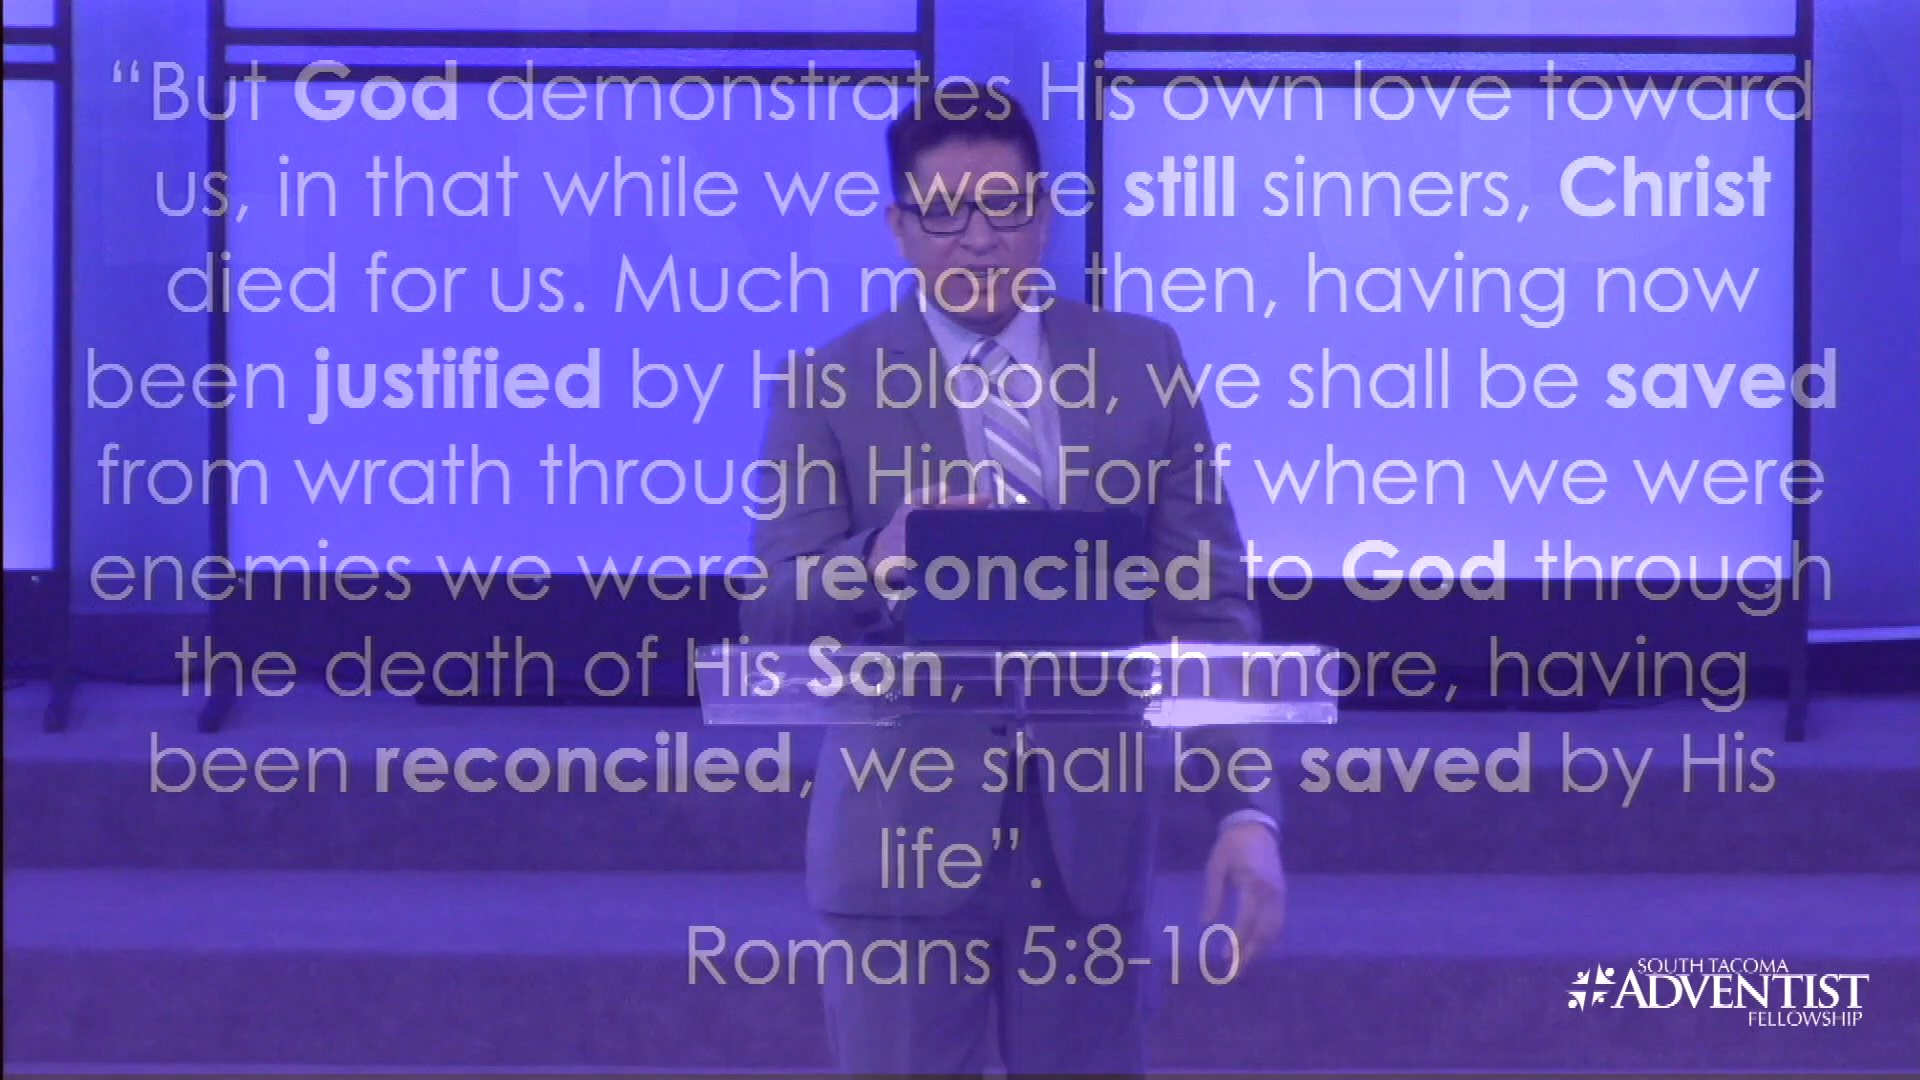 “But God demonstrates His own love toward
us, in that while we were still sinners, Christ
died for us. Much more then, having now
been justified by His blood, we shall be saved
from wrath through Him. For if when we were
enemies we were reconciled to God through
the death of His Son, much more, having
been reconciled, we shall be saved by His
life”.
Romans 5:8-10
SOUTH TACOMA
ADVENTIST
FELLOWSHIP